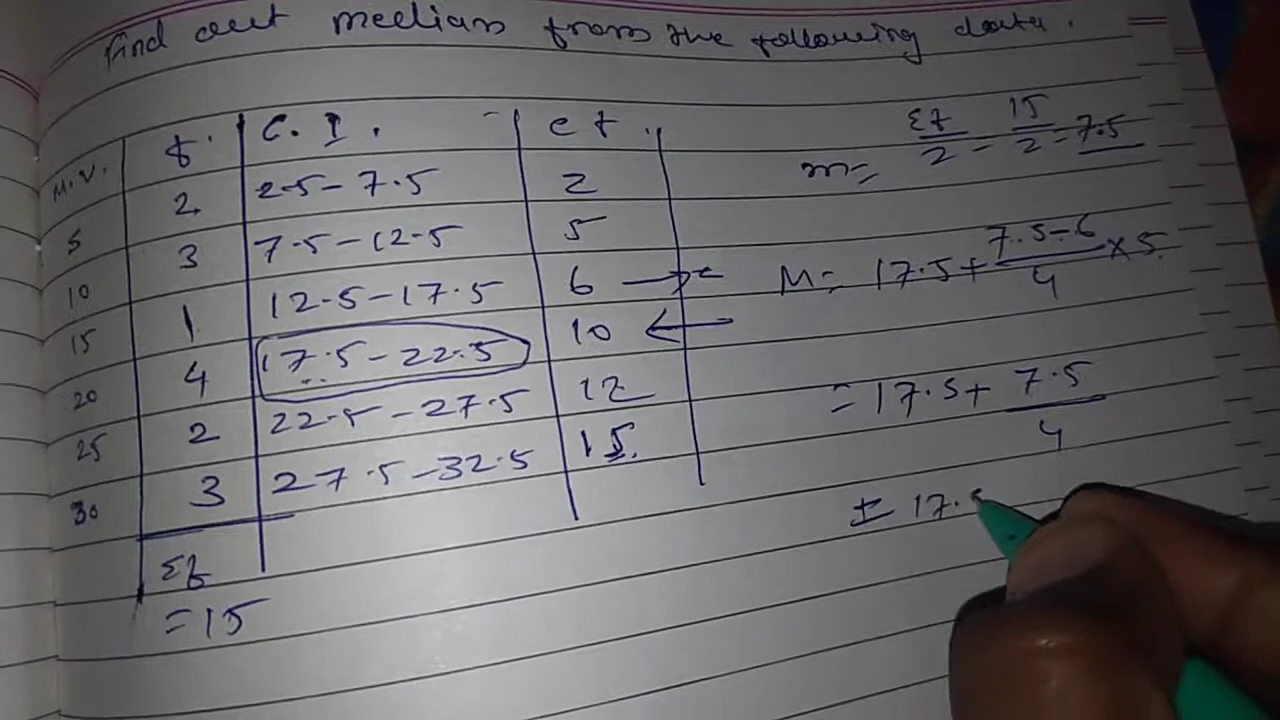 Find out median from the following data.
M.V. f. C.I. cf.
5 2 2.5-7.5 2
10 3 7.5-12.5 5
15 1 12.5-17.5 6 →
20 4 17.5-22.5 10 ←
25 2 22.5-27.5 12
30 3 27.5-32.5 15.
Σf
=15
m= Σf/2 = 15/2 = 7.5
M= 17.5+ 7.5-6/4 ×5.
= 17.5+ 7.5/4
= 17.5